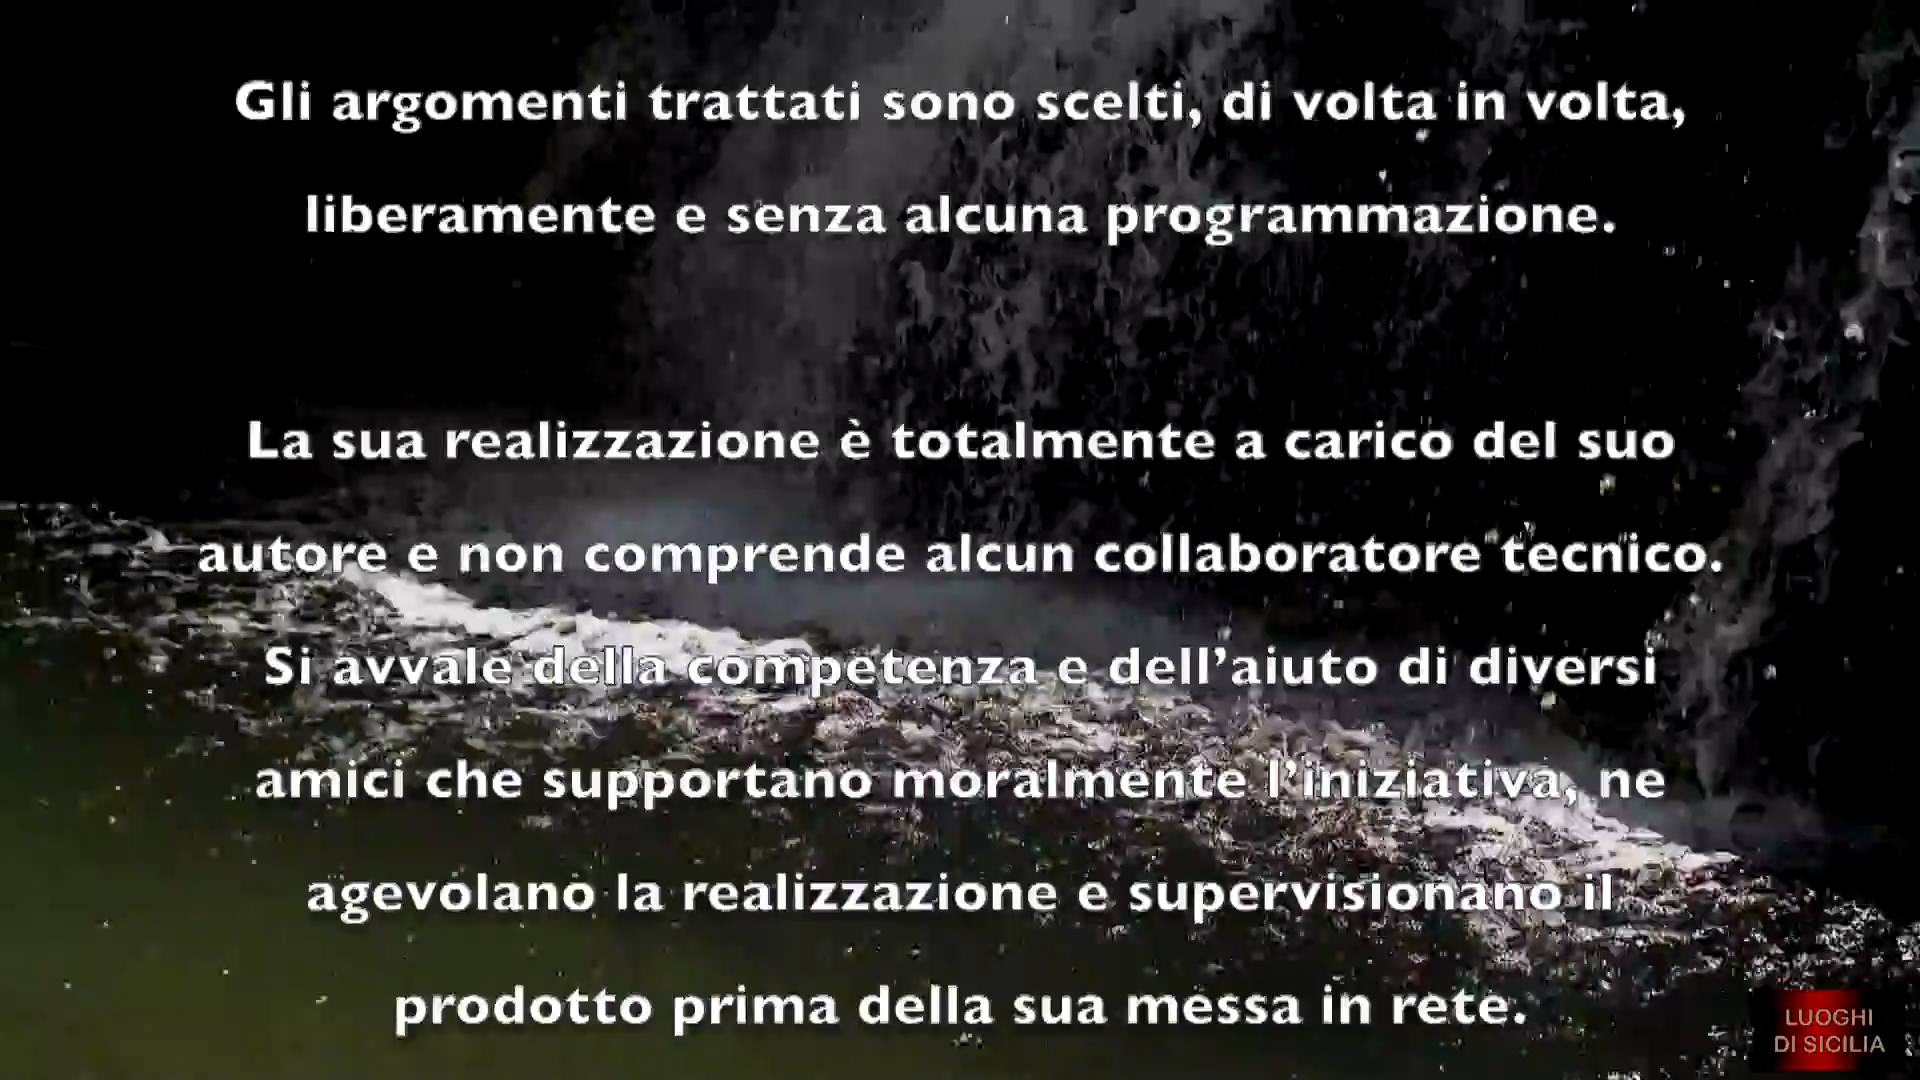 Gli argomenti trattati sono scelti, di volta in volta,
liberamente e senza alcuna programmazione.
La sua realizzazione è totalmente a carico del suo
autore e non comprende alcun collaboratore tecnico.
Si avvale della competenza e dell’aiuto di diversi
amici che supportano moralmente l’iniziativa, ne
agevolano la realizzazione e supervisionano il
prodotto prima della sua messa in rete.
LUOGHI
DI SICILIA